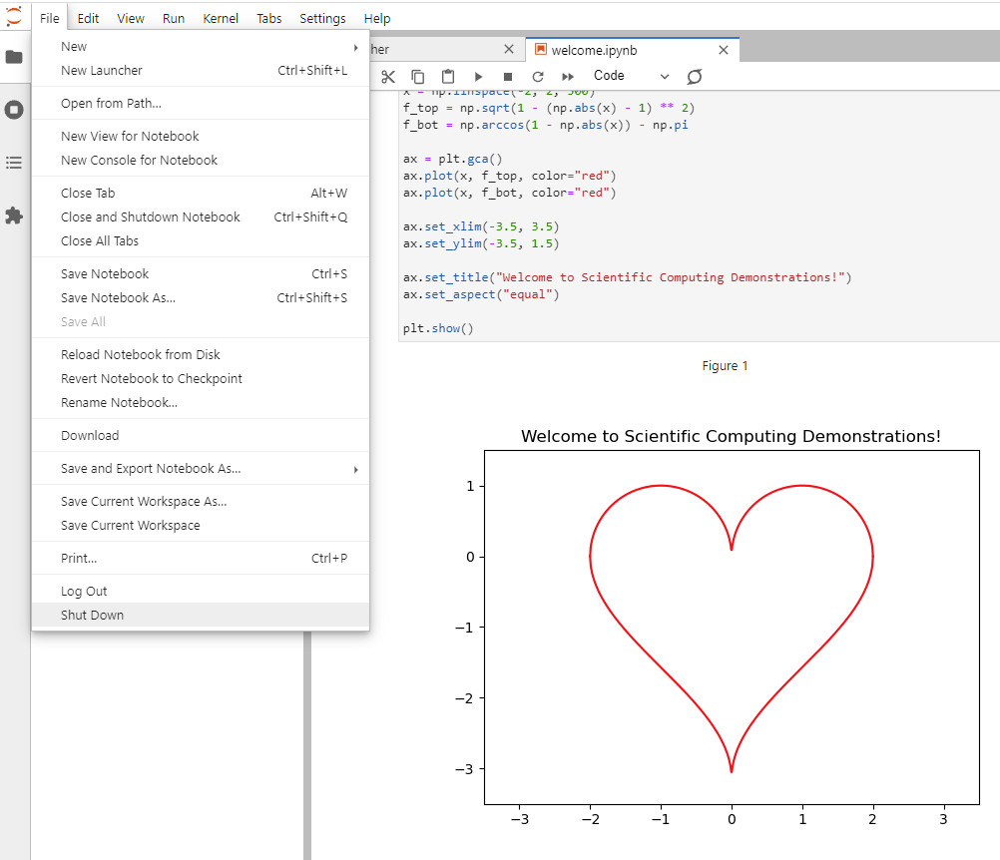 File Edit View Run Kernel Tabs Settings Help
New
New Launcher Ctrl+Shift+L
Open from Path...
New View for Notebook
New Console for Notebook
Close Tab Alt+W
Close and Shutdown Notebook Ctrl+Shift+Q
Close All Tabs
Save Notebook Ctrl+S
Save Notebook As... Ctrl+Shift+S
Save All
Reload Notebook from Disk
Revert Notebook to Checkpoint
Rename Notebook...
Download
Save and Export Notebook As...
Save Current Workspace As...
Save Current Workspace
Print... Ctrl+P
Log Out
Shut Down
her
welcome.ipynb
Code
x = np.linspace(-2, 2, 500)
f_top = np.sqrt(1 - (np.abs(x) - 1) ** 2)
f_bot = np.arccos(1 - np.abs(x)) - np.pi
ax = plt.gca()
ax.plot(x, f_top, color="red")
ax.plot(x, f_bot, color="red")
ax.set_xlim(-3.5, 3.5)
ax.set_ylim(-3.5, 1.5)
ax.set_title("Welcome to Scientific Computing Demonstrations!")
ax.set_aspect("equal")
plt.show()
Figure 1
Welcome to Scientific Computing Demonstrations!
1
0
−1
−2
−3
−3 −2 −1 0 1 2 3